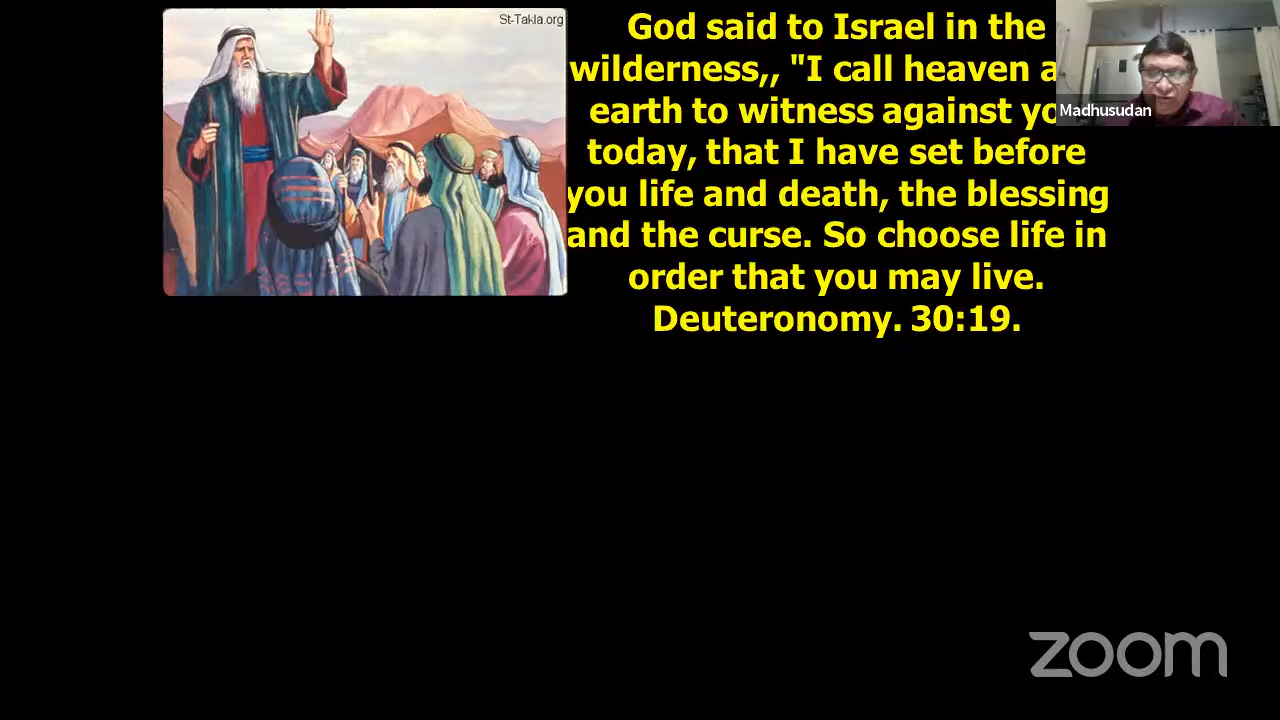 St-Takla.org
God said to Israel in the
wilderness,, "I call heaven a
earth to witness against yo
today, that I have set before
you life and death, the blessing
and the curse. So choose life in
order that you may live.
Deuteronomy. 30:19.
Madhusudan
zoom